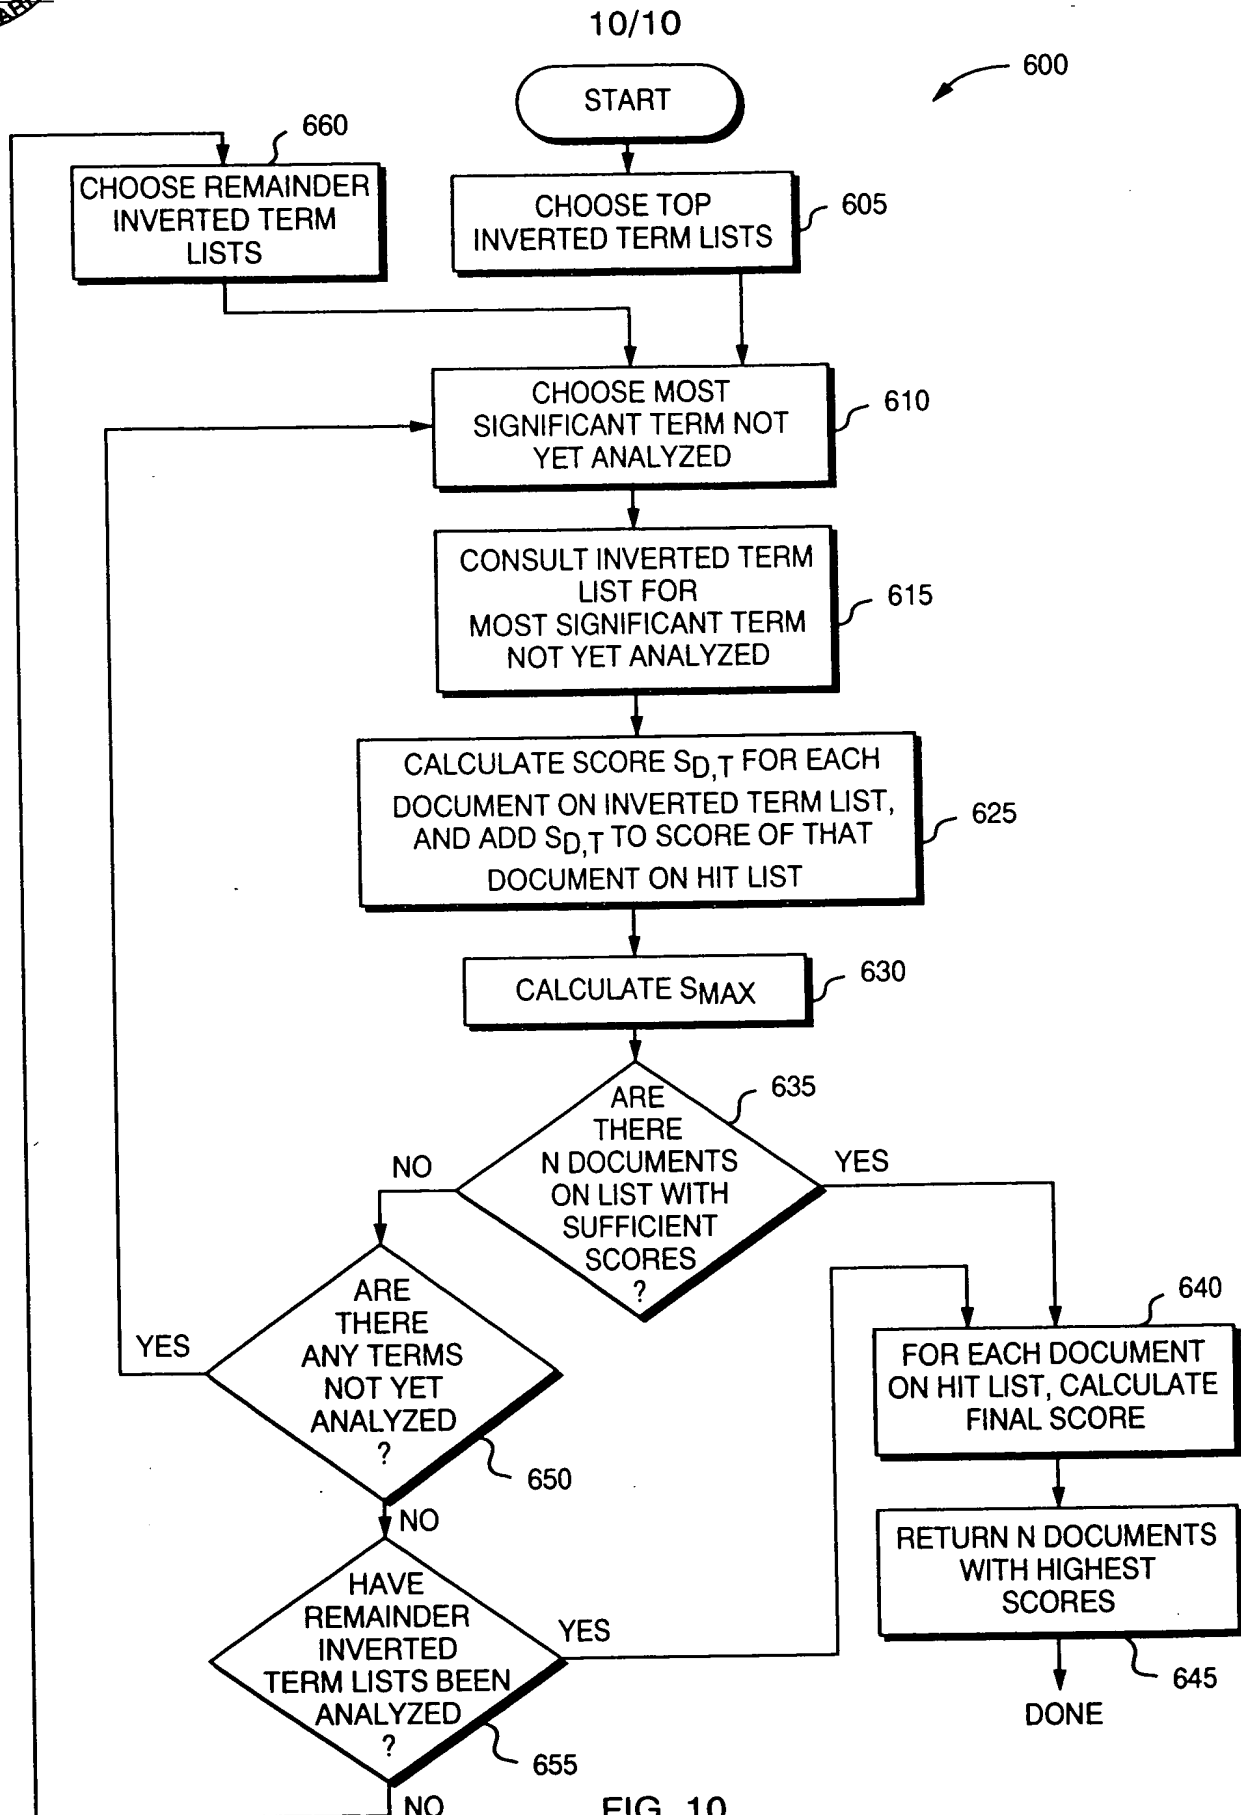 10/10
600
START
660
CHOOSE REMAINDER
INVERTED TERM
LISTS
CHOOSE TOP
INVERTED TERM LISTS
605
CHOOSE MOST
SIGNIFICANT TERM NOT
YET ANALYZED
610
CONSULT INVERTED TERM
LIST FOR
MOST SIGNIFICANT TERM
NOT YET ANALYZED
615
CALCULATE SCORE SD,T FOR EACH
DOCUMENT ON INVERTED TERM LIST,
AND ADD SD,T TO SCORE OF THAT
DOCUMENT ON HIT LIST
625
CALCULATE SMAX
630
ARE
THERE
N DOCUMENTS
ON LIST WITH
SUFFICIENT
SCORES
?
635
NO
YES
ARE
THERE
ANY TERMS
NOT YET
ANALYZED
?
YES
650
NO
640
FOR EACH DOCUMENT
ON HIT LIST, CALCULATE
FINAL SCORE
RETURN N DOCUMENTS
WITH HIGHEST
SCORES
645
DONE
HAVE
REMAINDER
INVERTED
TERM LISTS BEEN
ANALYZED
?
YES
655
NO
FIG. 10